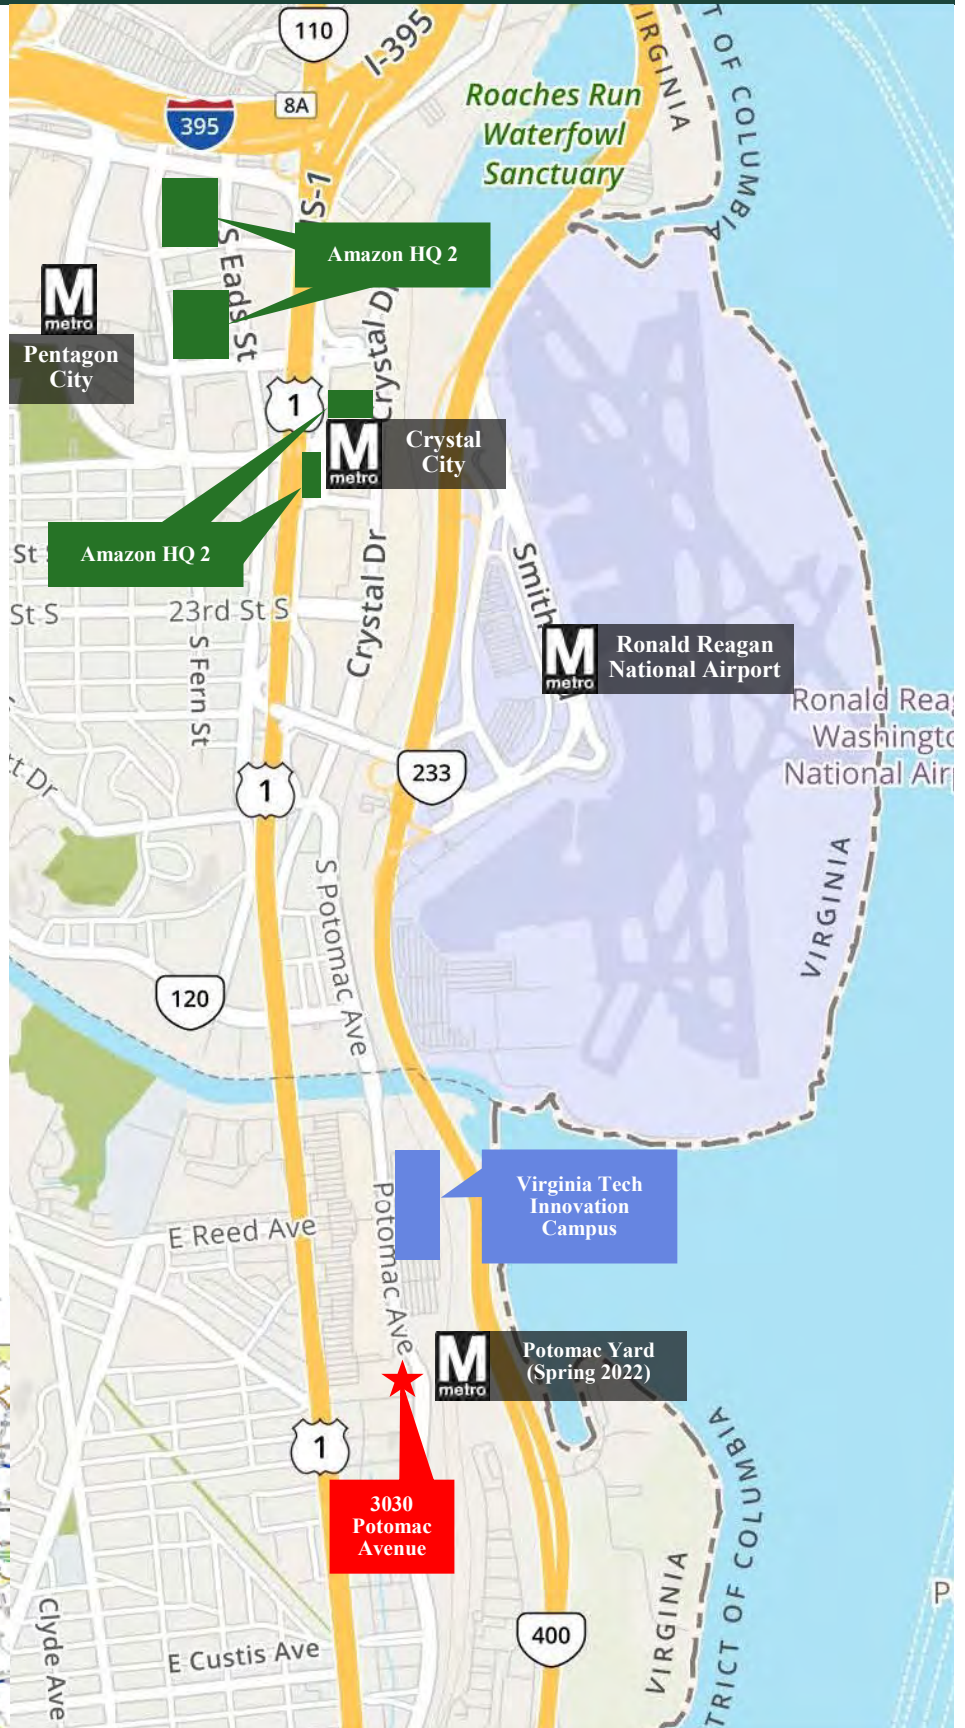 110
I-395
VIRGINIA
T OF COLUMBIA
8A
395
Roaches Run
Waterfowl
Sanctuary
S-1
Amazon HQ 2
S Eads St
Crystal Dr
M
metro
Pentagon
City
1
M
metro
Crystal
City
Amazon HQ 2
St S
St S
23rd St S
Crystal Dr
S Fern St
Smith
M
metro
Ronald Reagan
National Airport
Ronald Reag
Washingto
National Airp
tt Dr
233
1
S Potomac Ave
VIRGINIA
120
Virginia Tech
Innovation
Campus
E Reed Ave
Potomac Ave
M
metro
Potomac Yard
(Spring 2022)
1
3030
Potomac
Avenue
Clyde Ave
E Custis Ave
400
VIRGINIA
TRICT OF COLUMBIA
P